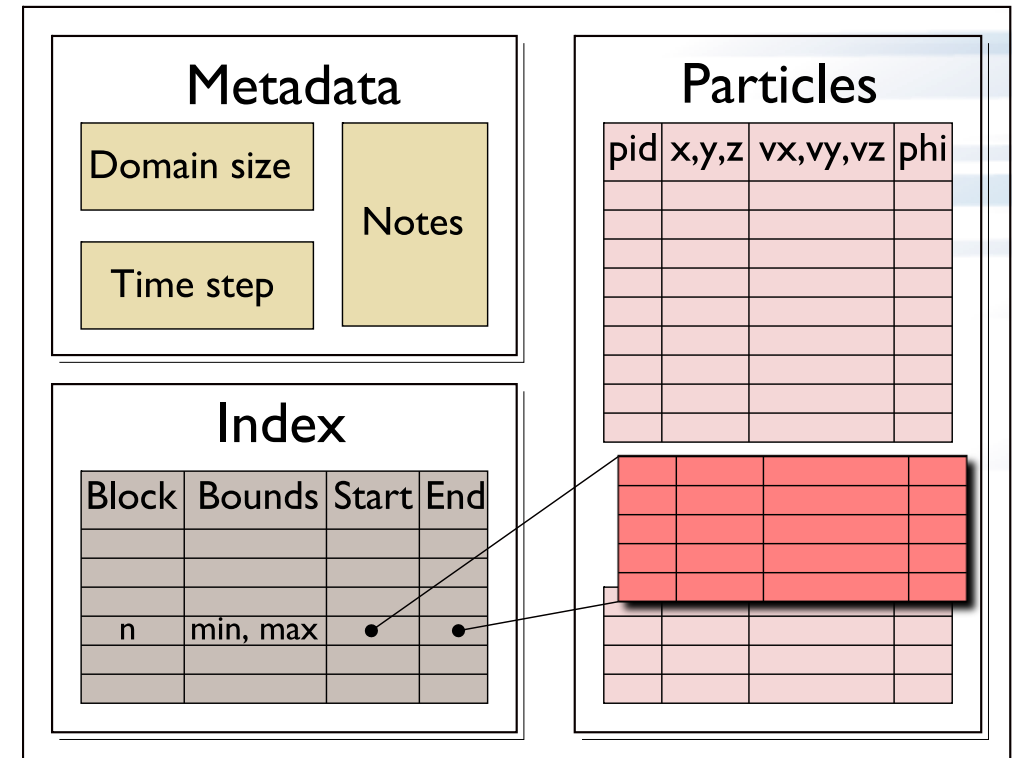 Metadata
Domain size
Time step
Notes
Index
Block Bounds Start End
n min, max
Particles
pid x,y,z vx,vy,vz phi